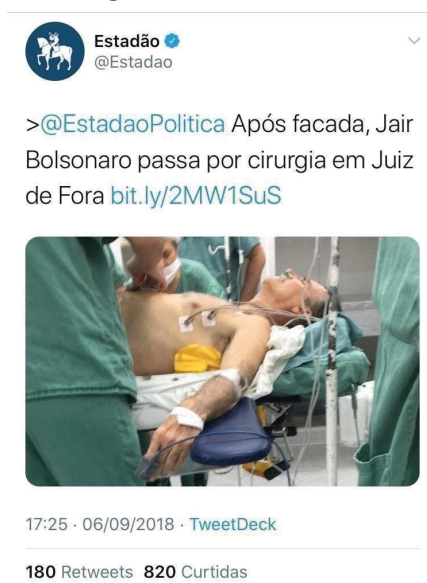 Estadão
@Estadao
>@EstadaoPolitica Após facada, Jair
Bolsonaro passa por cirurgia em Juiz
de Fora bit.ly/2MW1SuS
17:25 · 06/09/2018 · TweetDeck
180 Retweets 820 Curtidas